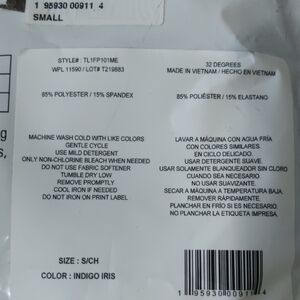 1 95930 00911 4
SMALL
STYLE# : TL1FP101ME
WPL 11590 / LOT# T219883
32 DEGREES
MADE IN VIETNAM / HECHO EN VIETNAM
85% POLYESTER / 15% SPANDEX
85% POLIÉSTER / 15% ELASTANO
MACHINE WASH COLD WITH LIKE COLORS
GENTLE CYCLE
USE MILD DETERGENT
ONLY NON-CHLORINE BLEACH WHEN NEEDED
DO NOT USE FABRIC SOFTENER
TUMBLE DRY LOW
REMOVE PROMPTLY
COOL IRON IF NEEDED
DO NOT IRON ON PRINT LABEL
LAVAR A MÁQUINA CON AGUA FRÍA
CON COLORES SIMILARES.
EN CICLO DELICADO.
USAR DETERGENTE SUAVE.
USAR SOLAMENTE BLANQUEADOR SIN CLORO
CUANDO SEA NECESARIO.
NO USAR SUAVIZANTE.
SECAR A MÁQUINA A TEMPERATURA BAJA.
REMOVER RÁPIDAMENTE.
PLANCHAR EN FRÍO SI ES NECESARIO.
NO PLANCHAR LA ETIQUETA IMPRESA.
SIZE : S/CH
COLOR : INDIGO IRIS
1 95930 00911 4